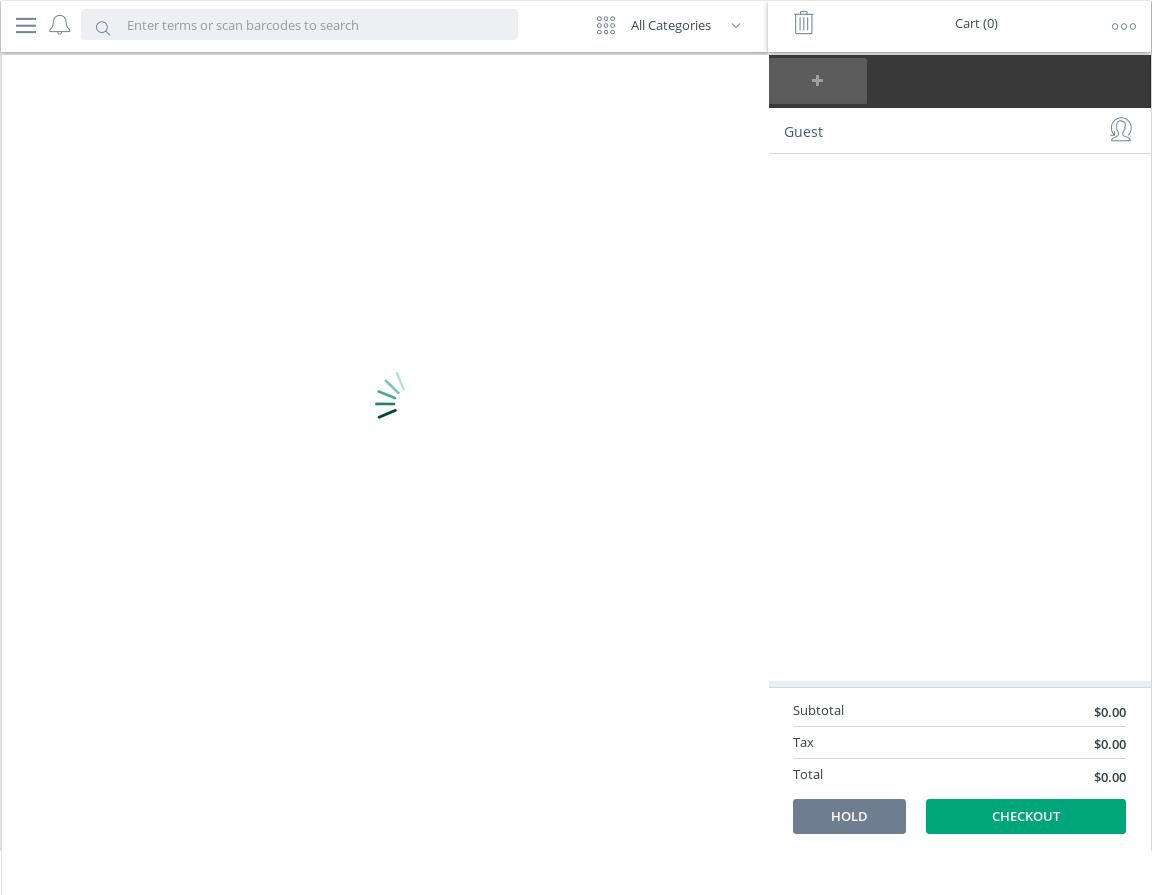 Enter terms or scan barcodes to search
All Categories
Cart (0)
Guest
Subtotal $0.00
Tax $0.00
Total $0.00
HOLD CHECKOUT